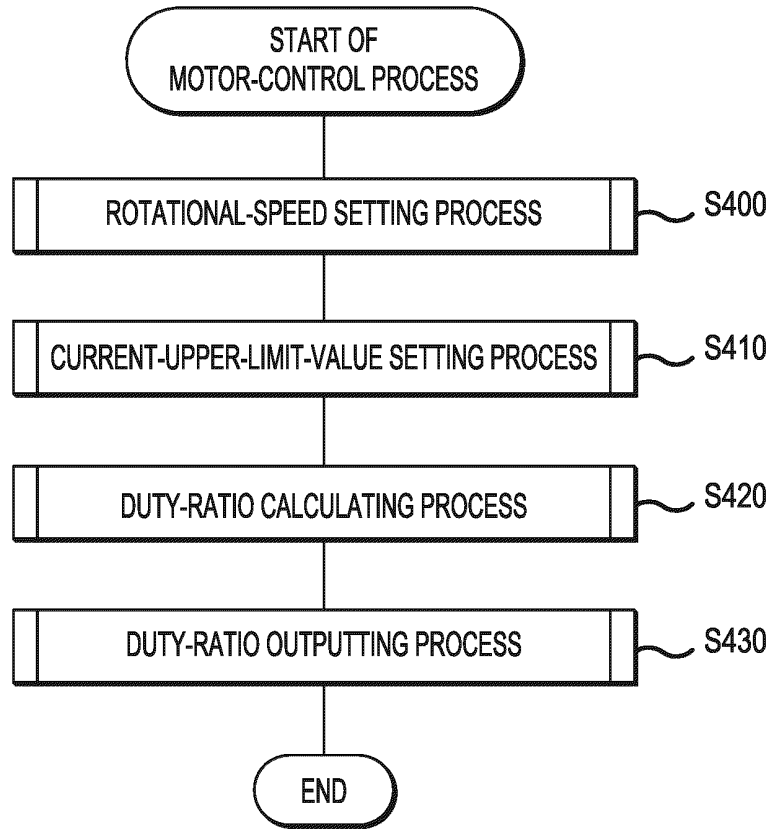 START OF
MOTOR-CONTROL PROCESS
ROTATIONAL-SPEED SETTING PROCESS
S400
CURRENT-UPPER-LIMIT-VALUE SETTING PROCESS
S410
DUTY-RATIO CALCULATING PROCESS
S420
DUTY-RATIO OUTPUTTING PROCESS
S430
END